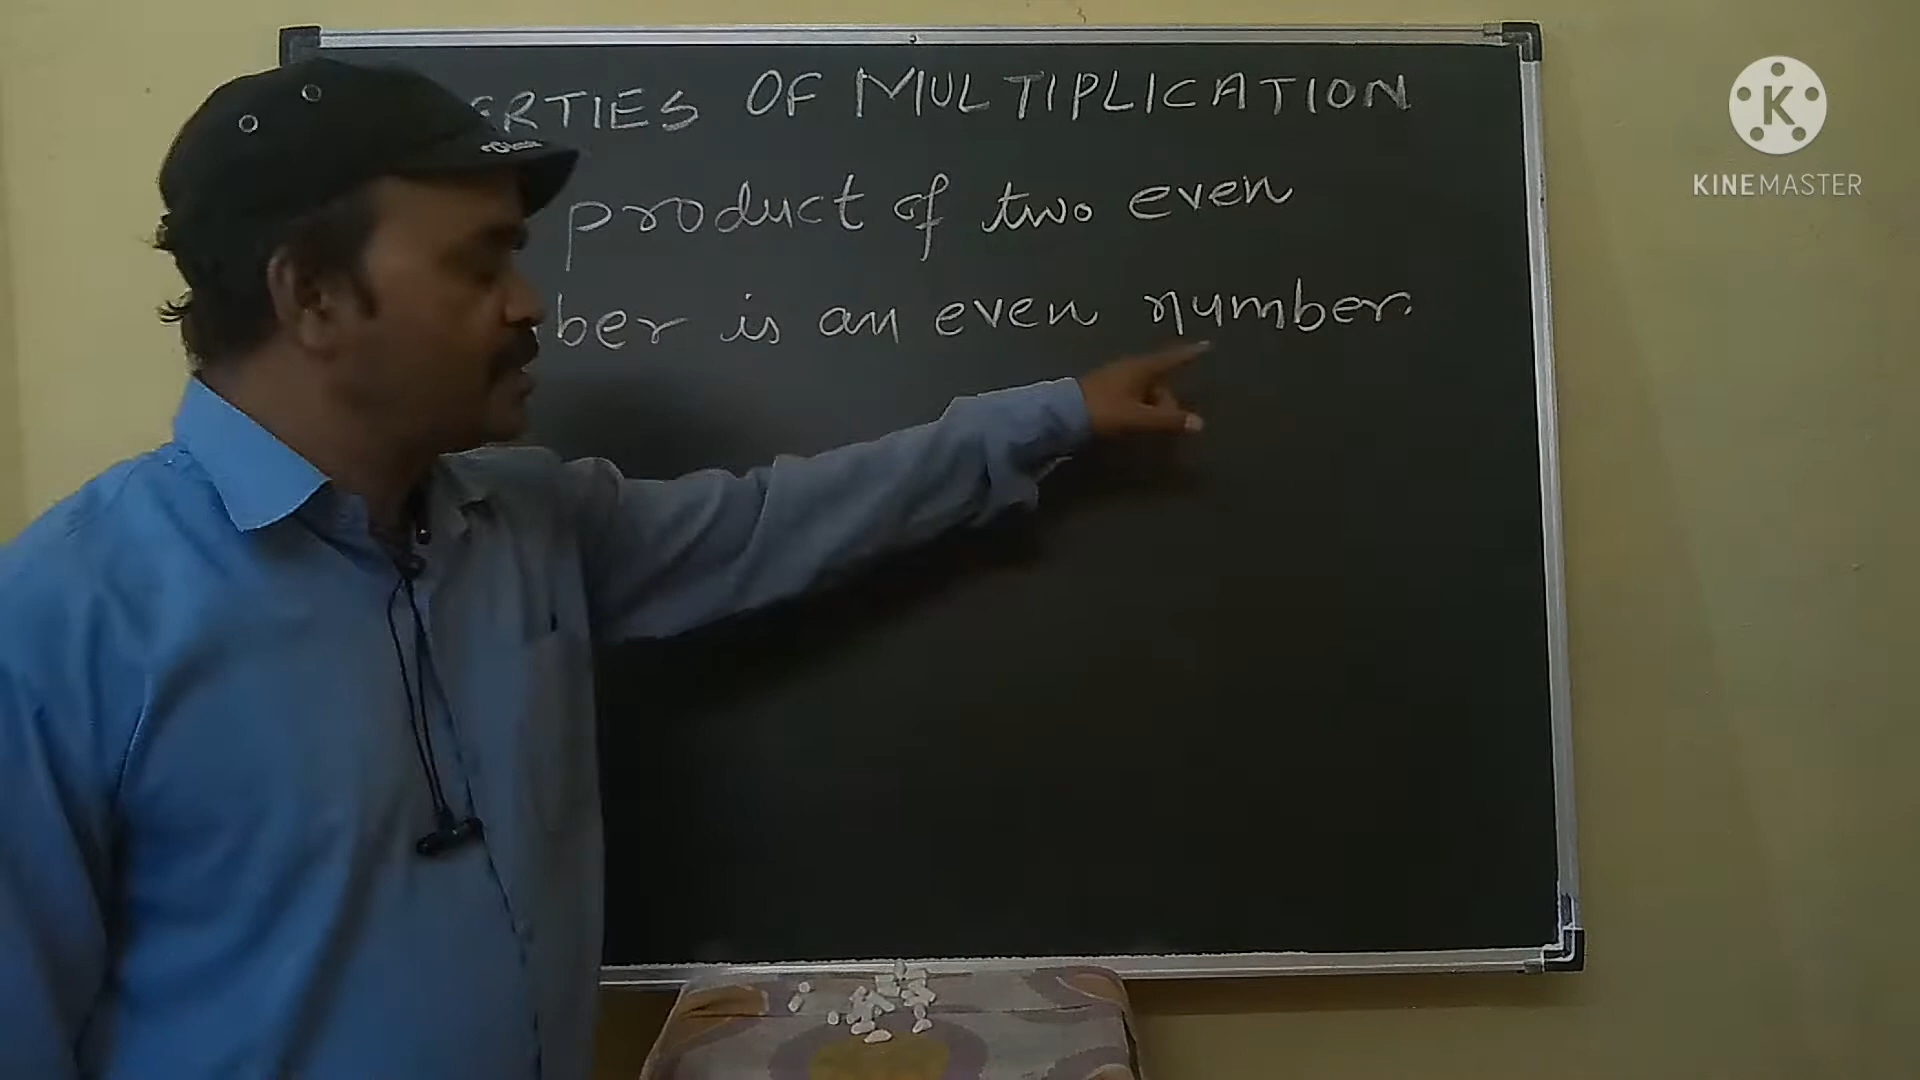 ERTIES OF MULTIPLICATION
product of two even
ber is an even number.
K
KINEMASTER